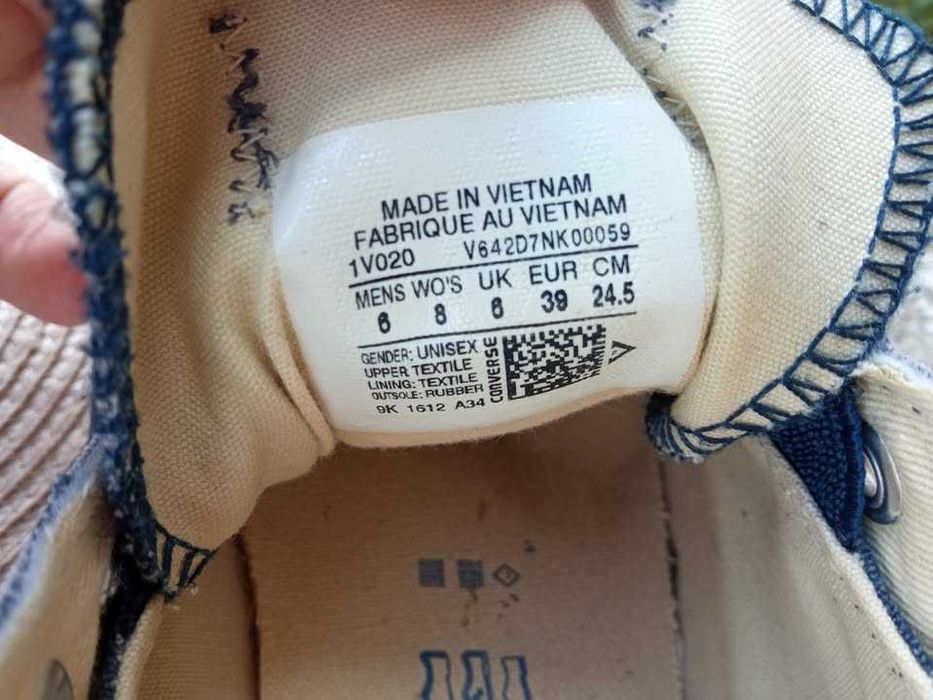 MADE IN VIETNAM
FABRIQUE AU VIETNAM
1V020 V642D7NK00059
MENS WO'S UK EUR CM
6 8 6 39 24.5
GENDER: UNISEX
UPPER TEXTILE
LINING: TEXTILE
OUTSOLE: RUBBER
9K 1612 A34
CONVERSE